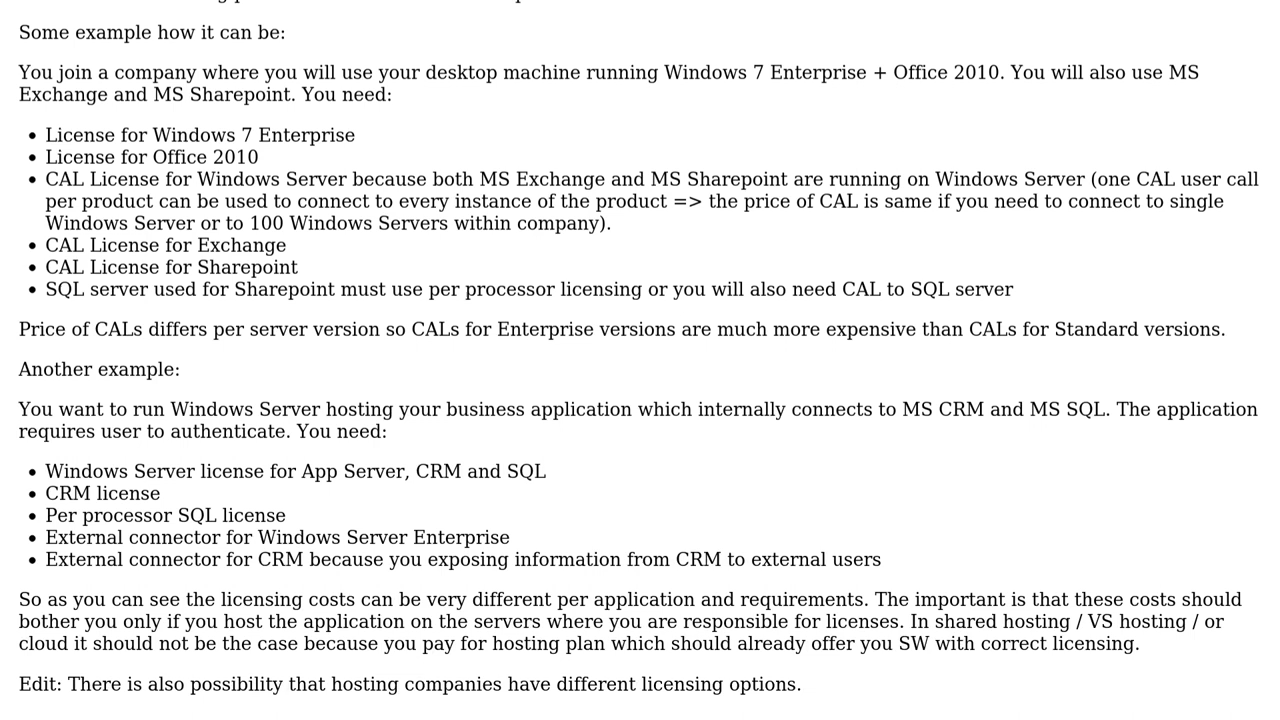 Some example how it can be:
You join a company where you will use your desktop machine running Windows 7 Enterprise + Office 2010. You will also use MS
Exchange and MS Sharepoint. You need:
• License for Windows 7 Enterprise
• License for Office 2010
• CAL License for Windows Server because both MS Exchange and MS Sharepoint are running on Windows Server (one CAL user call
per product can be used to connect to every instance of the product => the price of CAL is same if you need to connect to single
Windows Server or to 100 Windows Servers within company).
• CAL License for Exchange
• CAL License for Sharepoint
• SQL server used for Sharepoint must use per processor licensing or you will also need CAL to SQL server
Price of CALs differs per server version so CALs for Enterprise versions are much more expensive than CALs for Standard versions.
Another example:
You want to run Windows Server hosting your business application which internally connects to MS CRM and MS SQL. The application
requires user to authenticate. You need:
• Windows Server license for App Server, CRM and SQL
• CRM license
• Per processor SQL license
• External connector for Windows Server Enterprise
• External connector for CRM because you exposing information from CRM to external users
So as you can see the licensing costs can be very different per application and requirements. The important is that these costs should
bother you only if you host the application on the servers where you are responsible for licenses. In shared hosting / VS hosting / or
cloud it should not be the case because you pay for hosting plan which should already offer you SW with correct licensing.
Edit: There is also possibility that hosting companies have different licensing options.